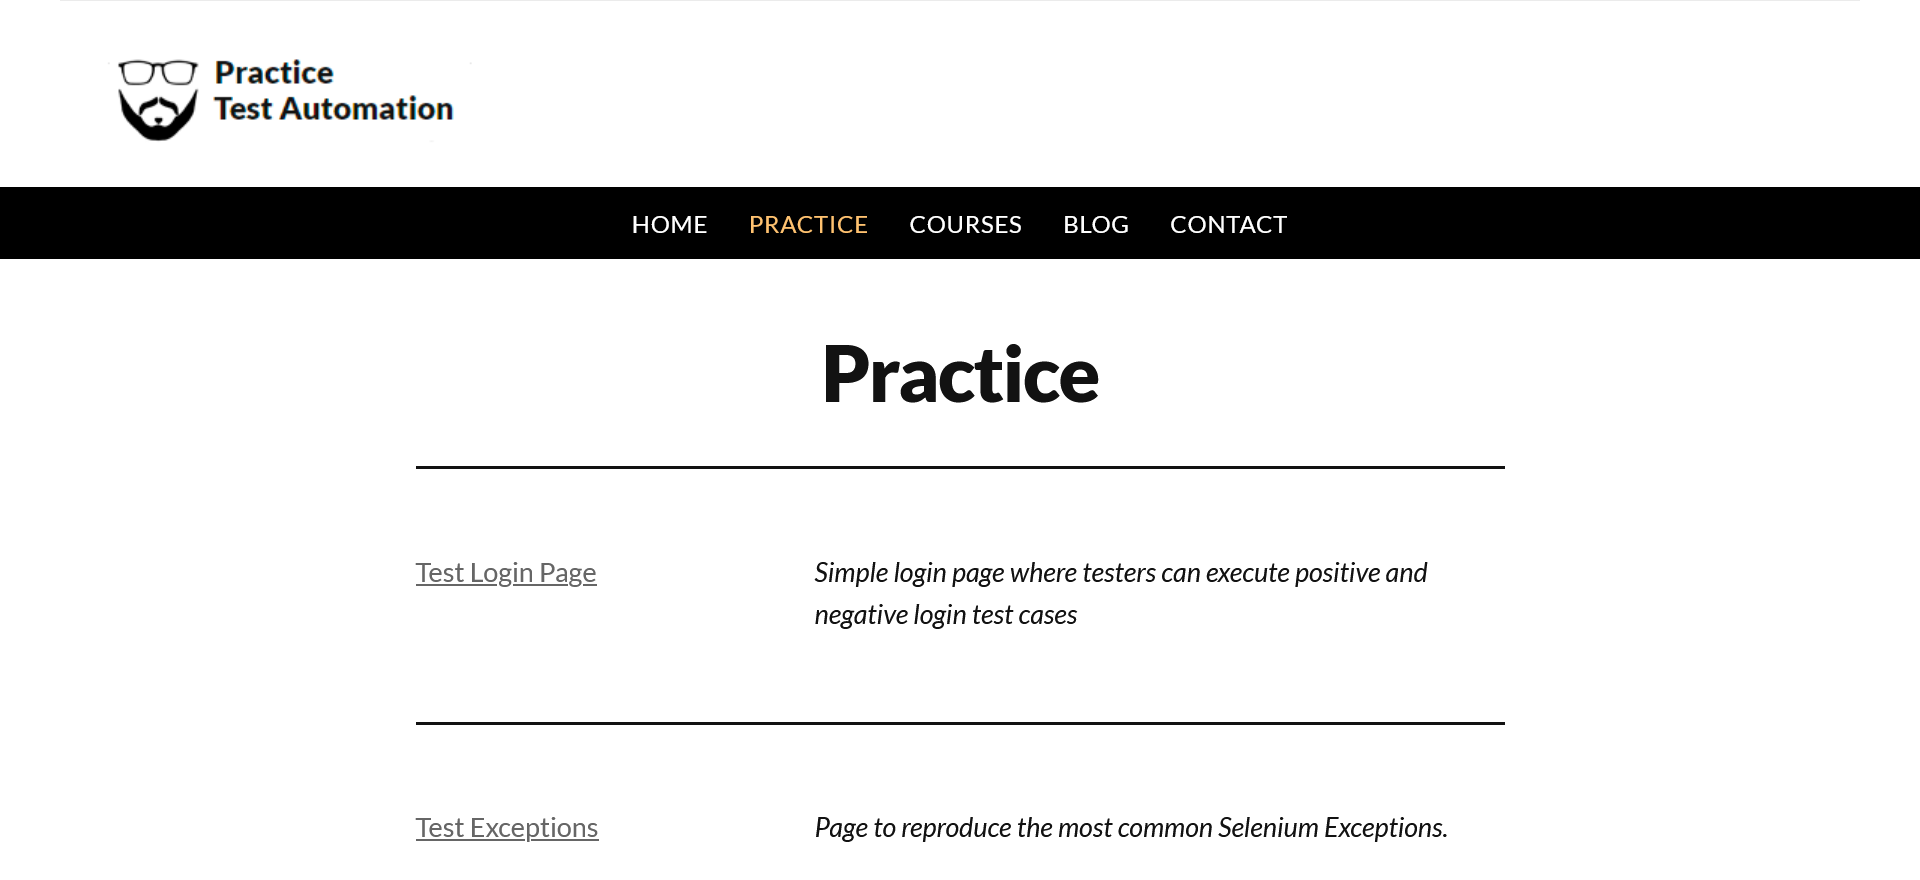 Practice
Test Automation
HOME PRACTICE COURSES BLOG CONTACT
Practice
Test Login Page
Simple login page where testers can execute positive and
negative login test cases
Test Exceptions
Page to reproduce the most common Selenium Exceptions.